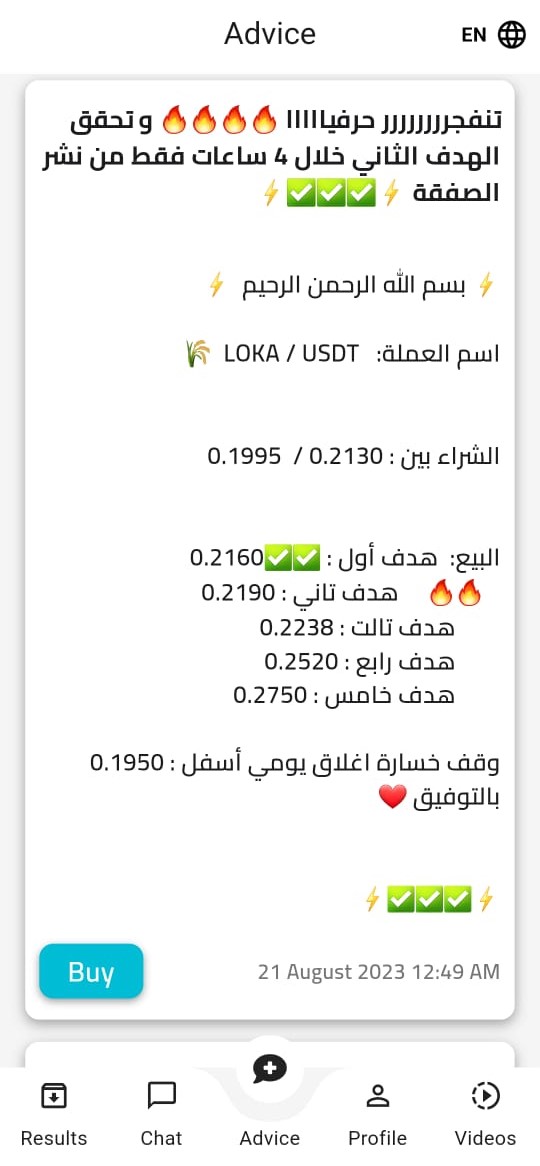 Advice
EN
تنفجررررررررر حرفياااااا 🔥🔥🔥🔥 و تحقق
الهدف الثاني خلال 4 ساعات فقط من نشر
الصفقة ⚡ ✅✅✅ ⚡
⚡ بسم الله الرحمن الرحيم ⚡
اسم العملة: LOKA / USDT 🌾
الشراء بين : 0.2130 / 0.1995
البيع: هدف أول : ✅✅0.2160
🔥🔥 هدف تاني : 0.2190
هدف تالت : 0.2238
هدف رابع : 0.2520
هدف خامس : 0.2750
وقف خسارة اغلاق يومي أسفل : 0.1950
بالتوفيق ❤️
⚡✅✅✅⚡
Buy
21 August 2023 12:49 AM
Results
Chat
Advice
Profile
Videos